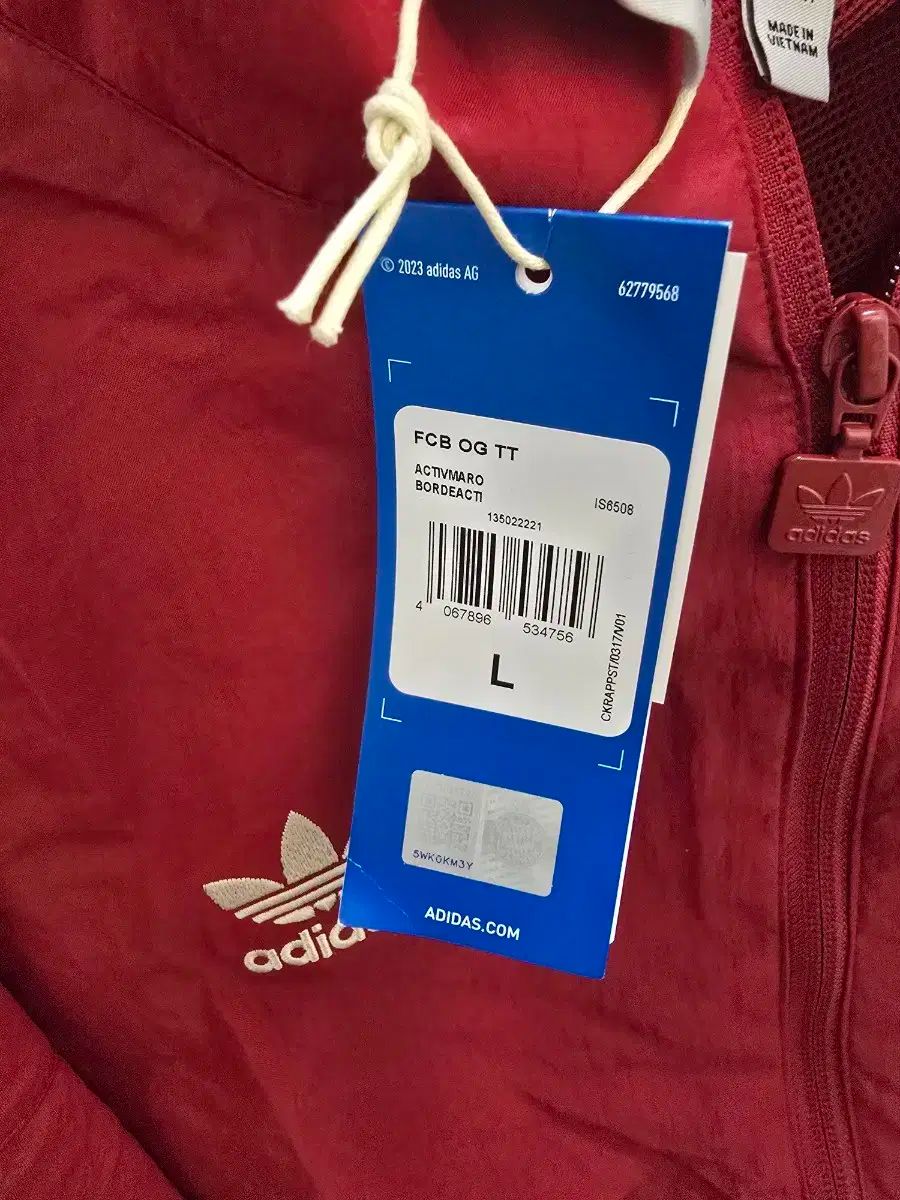 MADE IN
VIETNAM
© 2023 adidas AG
62779568
FCB OG TT
ACTIVMARO
BORDEACTI
IS6508
135022221
4 067896 534756
L
CKRAPPST/0317/V01
adidas
5WK0KM3Y
ADIDAS.COM